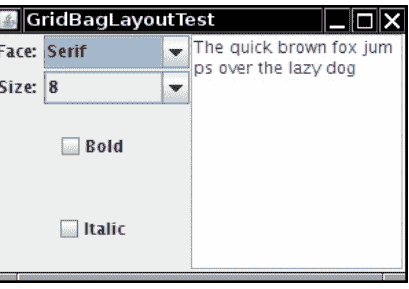 GridBagLayoutTest
Face: Serif
Size: 8
Bold
Italic
The quick brown fox jum
ps over the lazy dog